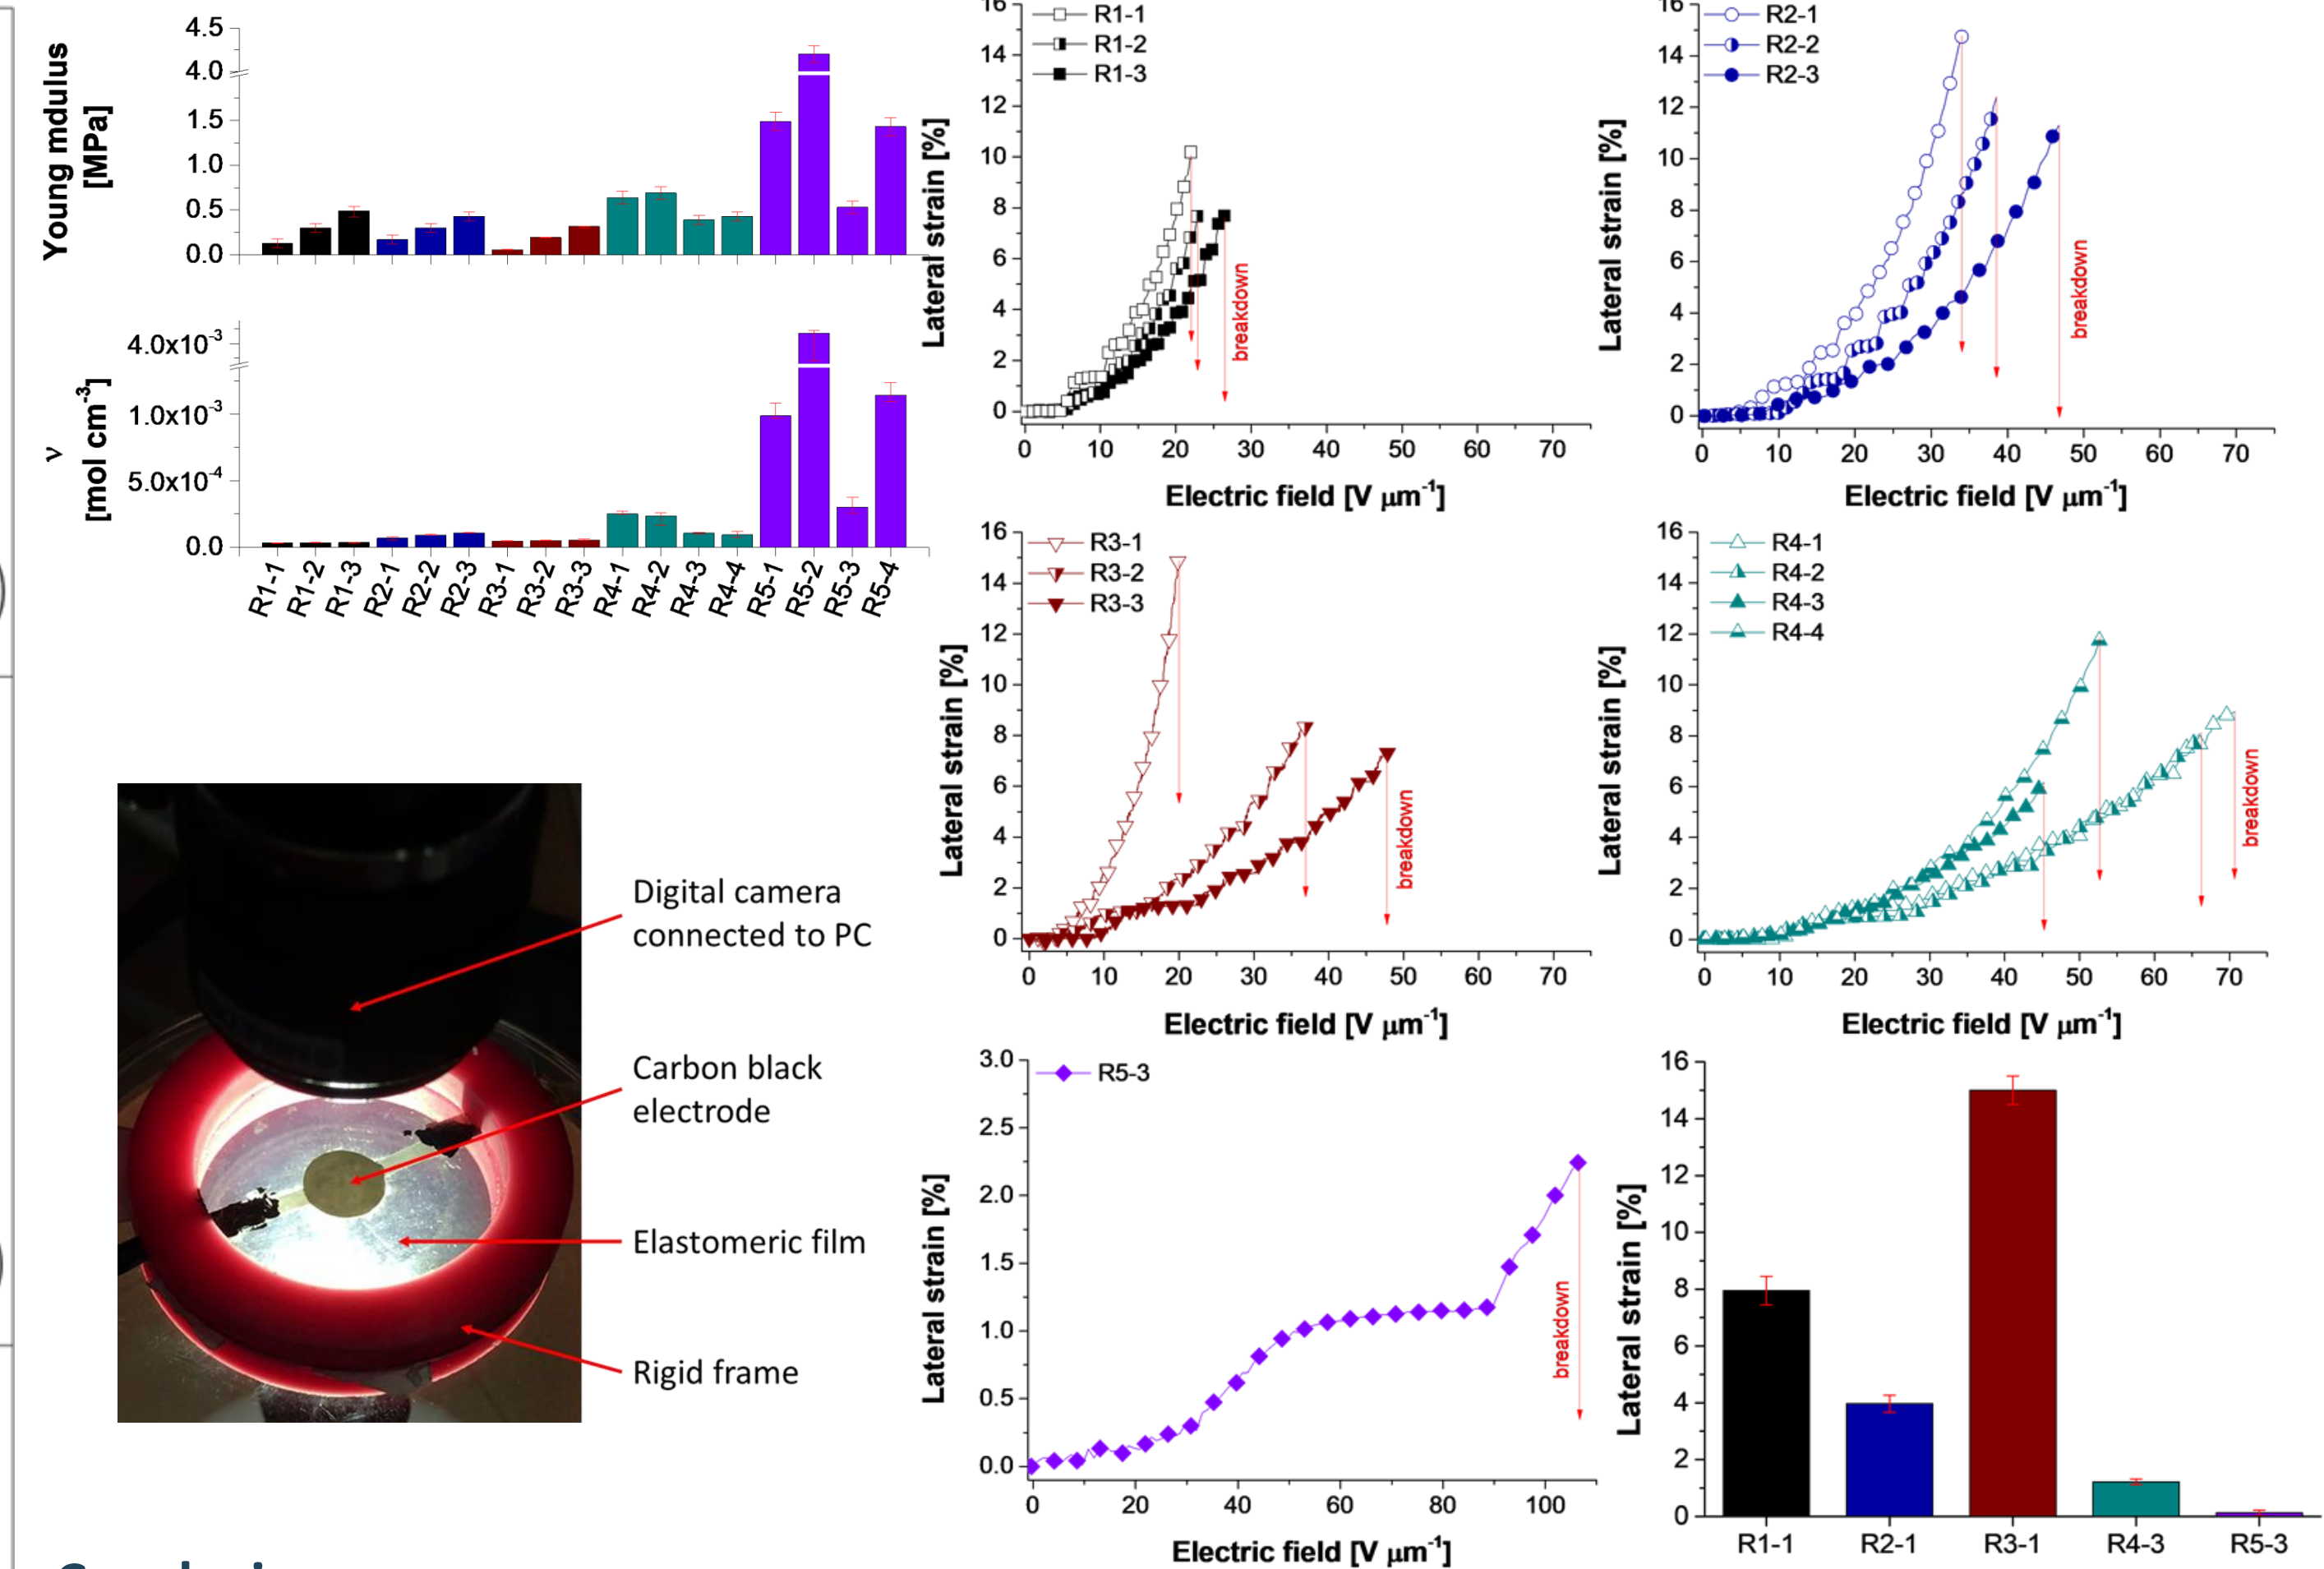 Young mdulus
[MPa]
4.5
4.0
1.5
1.0
0.5
0.0
ν
[mol cm-3]
4.0x10-3
1.0x10-3
5.0x10-4
0.0
R1-1 R1-2 R1-3 R2-1 R2-2 R2-3 R3-1 R3-2 R3-3 R4-1 R4-2 R4-3 R4-4 R5-1 R5-2 R5-3 R5-4
Digital camera
connected to PC
Carbon black
electrode
Elastomeric film
Rigid frame
R1-1
R1-2
R1-3
Lateral strain [%]
16
14
12
10
8
6
4
2
0
breakdown
0 10 20 30 40 50 60 70
Electric field [V μm-1]
R2-1
R2-2
R2-3
Lateral strain [%]
16
14
12
10
8
6
4
2
0
breakdown
0 10 20 30 40 50 60 70
Electric field [V μm-1]
R3-1
R3-2
R3-3
Lateral strain [%]
16
14
12
10
8
6
4
2
0
breakdown
0 10 20 30 40 50 60 70
Electric field [V μm-1]
R4-1
R4-2
R4-3
R4-4
Lateral strain [%]
16
14
12
10
8
6
4
2
0
breakdown
0 10 20 30 40 50 60 70
Electric field [V μm-1]
R5-3
Lateral strain [%]
3.0
2.5
2.0
1.5
1.0
0.5
0.0
breakdown
0 20 40 60 80 100
Electric field [V μm-1]
Lateral strain [%]
16
14
12
10
8
6
4
2
0
R1-1 R2-1 R3-1 R4-3 R5-3